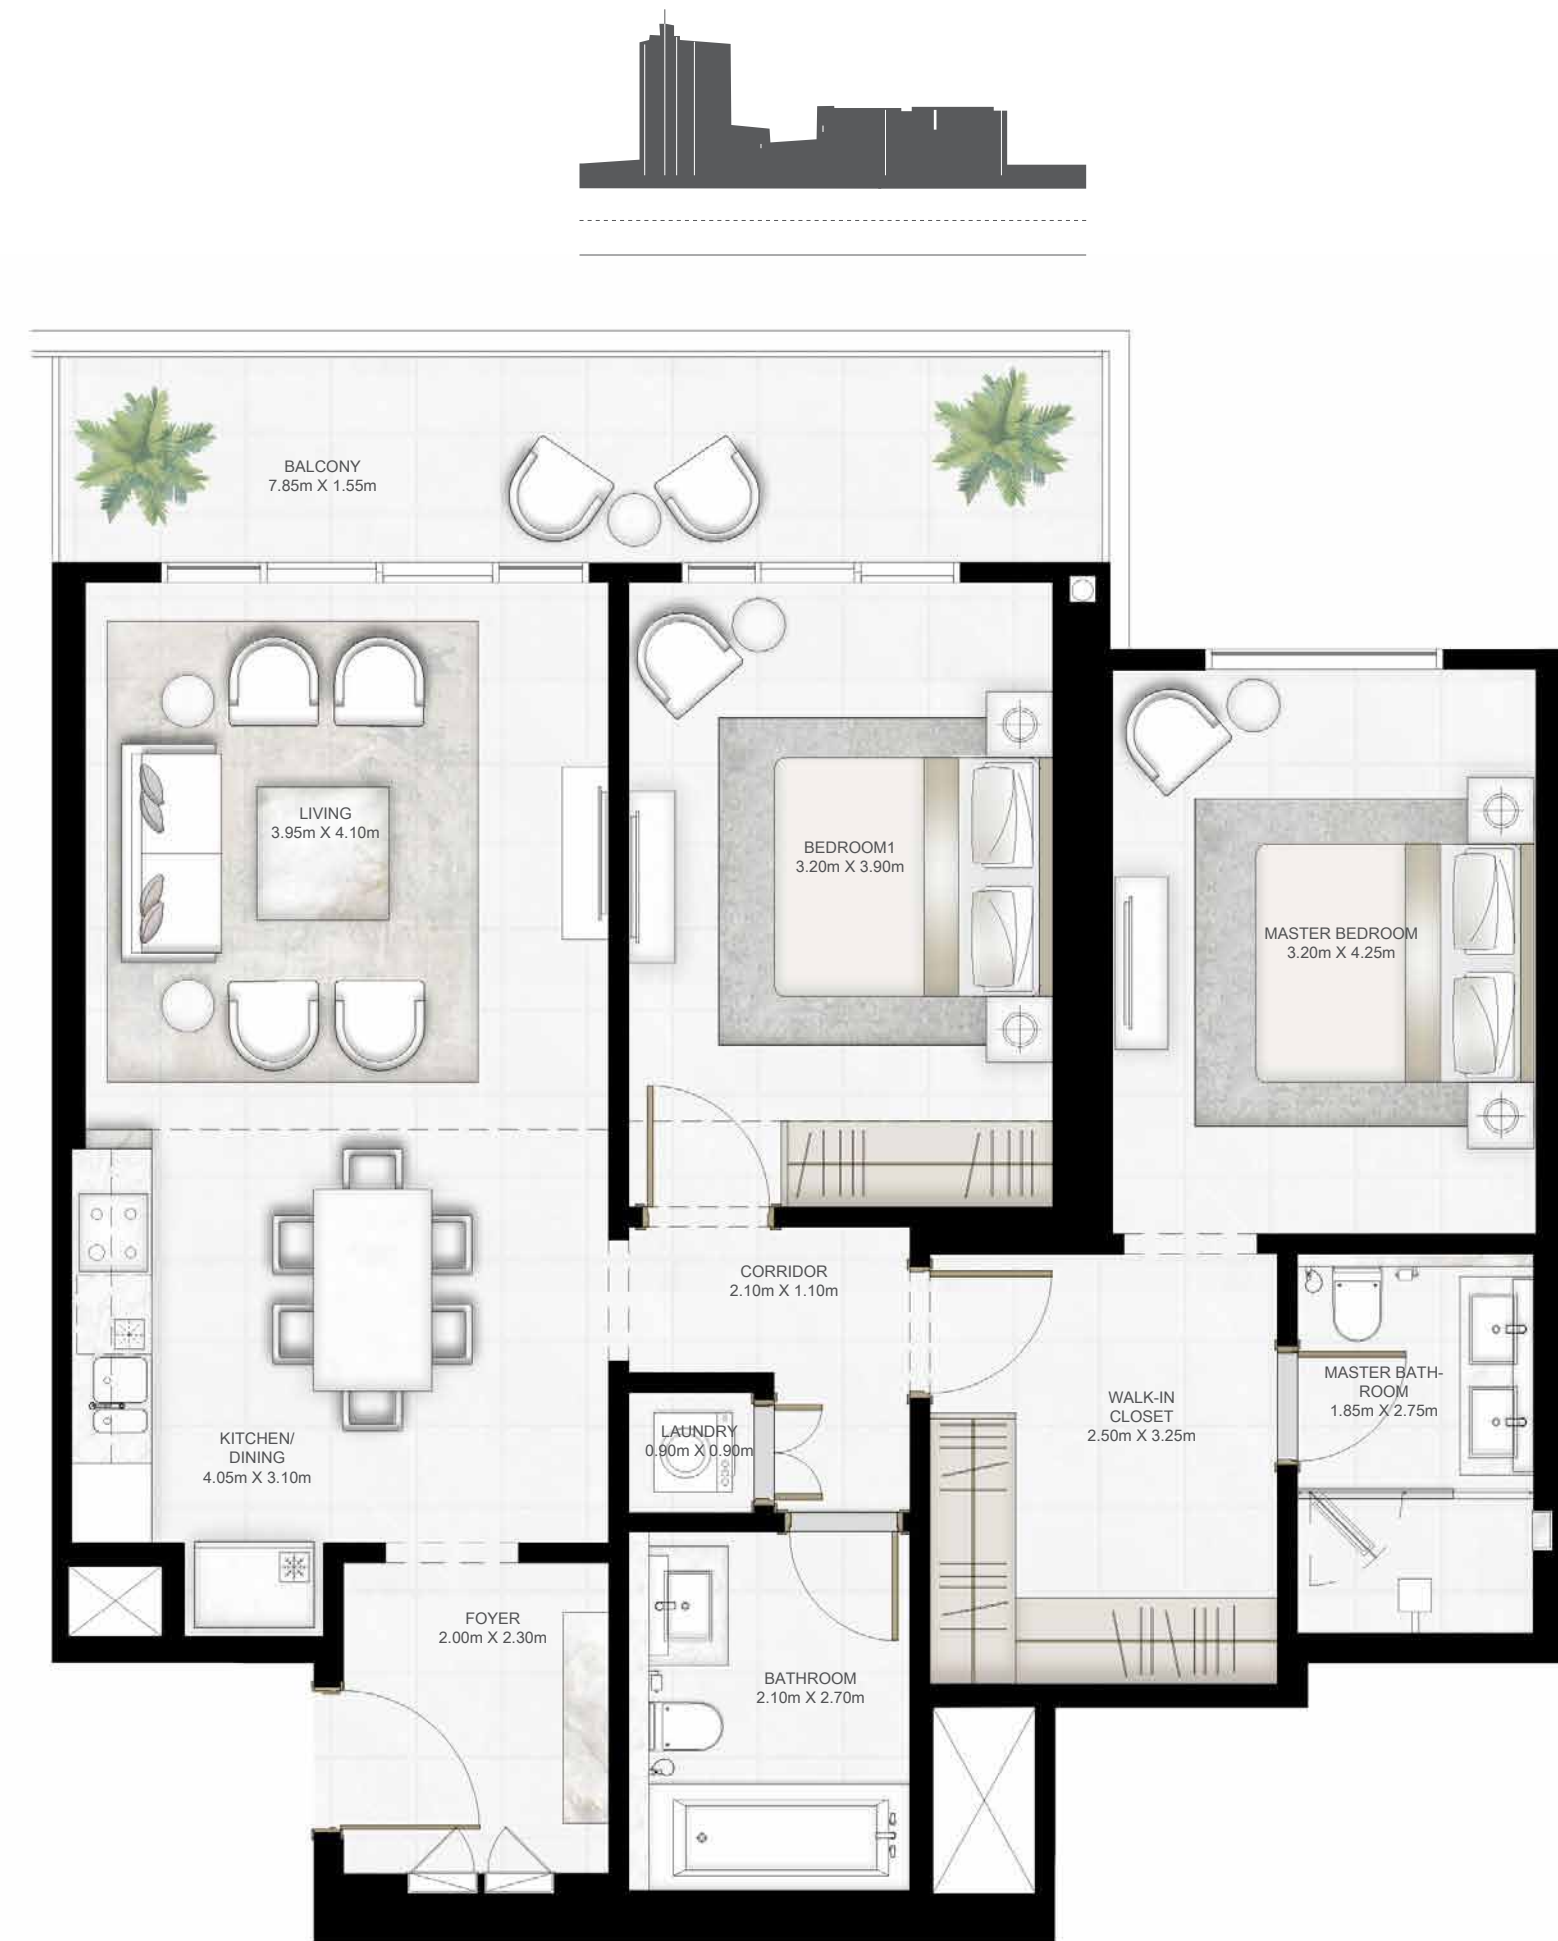 BALCONY
7.85m X 1.55m
LIVING
3.95m X 4.10m
BEDROOM1
3.20m X 3.90m
MASTER BEDROOM
3.20m X 4.25m
CORRIDOR
2.10m X 1.10m
MASTER BATH-
ROOM
1.85m X 2.75m
WALK-IN
CLOSET
2.50m X 3.25m
LAUNDRY
0.90m X 0.90m
KITCHEN/
DINING
4.05m X 3.10m
FOYER
2.00m X 2.30m
BATHROOM
2.10m X 2.70m